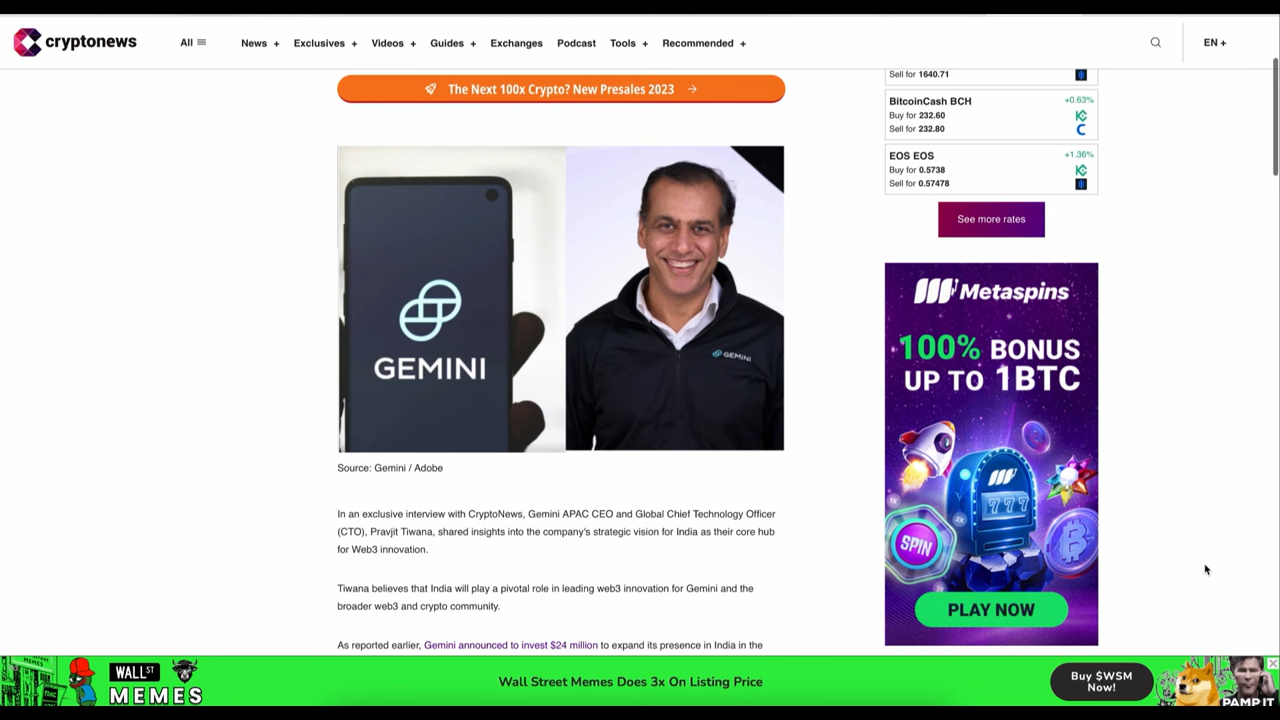 cryptonews
All
News +
Exclusives +
Videos +
Guides +
Exchanges
Podcast
Tools +
Recommended +
EN +
The Next 100x Crypto? New Presales 2023 →
GEMINI
GEMINI
Source: Gemini / Adobe
In an exclusive interview with CryptoNews, Gemini APAC CEO and Global Chief Technology Officer
(CTO), Pravjit Tiwana, shared insights into the company's strategic vision for India as their core hub
for Web3 innovation.
Tiwana believes that India will play a pivotal role in leading web3 innovation for Gemini and the
broader web3 and crypto community.
As reported earlier, Gemini announced to invest $24 million to expand its presence in India in the
Sell for 1640.71
BitcoinCash BCH
+0.63%
Buy for 232.60
Sell for 232.80
EOS EOS
+1.36%
Buy for 0.5738
Sell for 0.57478
See more rates
Metaspins
100% BONUS
UP TO 1BTC
777
SPIN
PLAY NOW
WALL ST
MEMES
Wall Street Memes Does 3x On Listing Price
Buy $WSM
Now!
PAMP IT